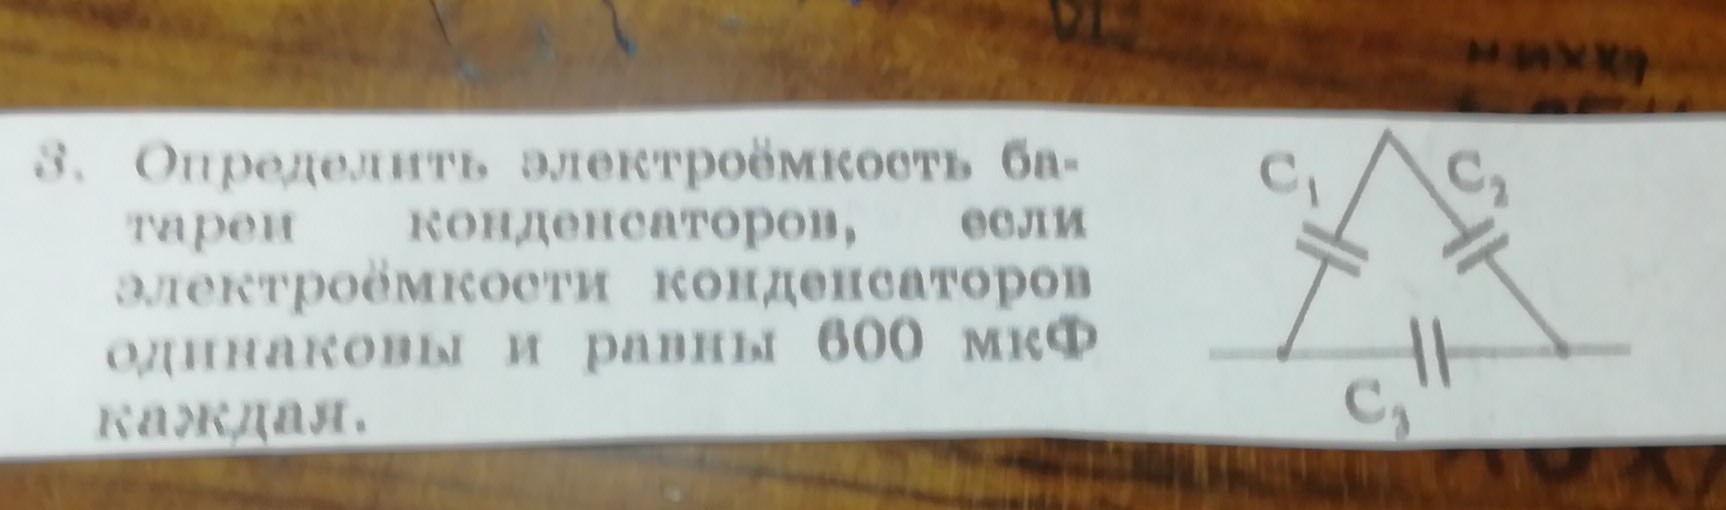 3. Определить электроёмкость ба-
тареи конденсаторов, если
электроёмкости конденсаторов
одинаковы и равны 600 мкФ
каждая.
C₁ C₂
C₃